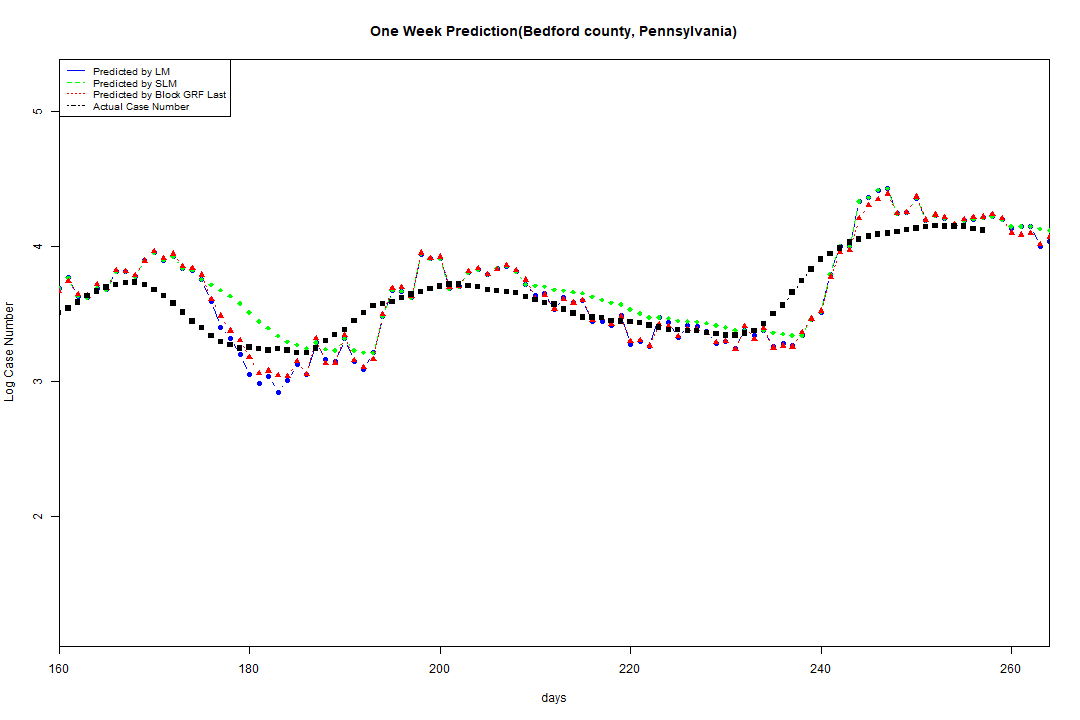 One Week Prediction(Bedford county, Pennsylvania)
Predicted by LM
Predicted by SLM
Predicted by Block GRF Last
Actual Case Number
5
4
3
2
Log Case Number
160 180 200 220 240 260
days